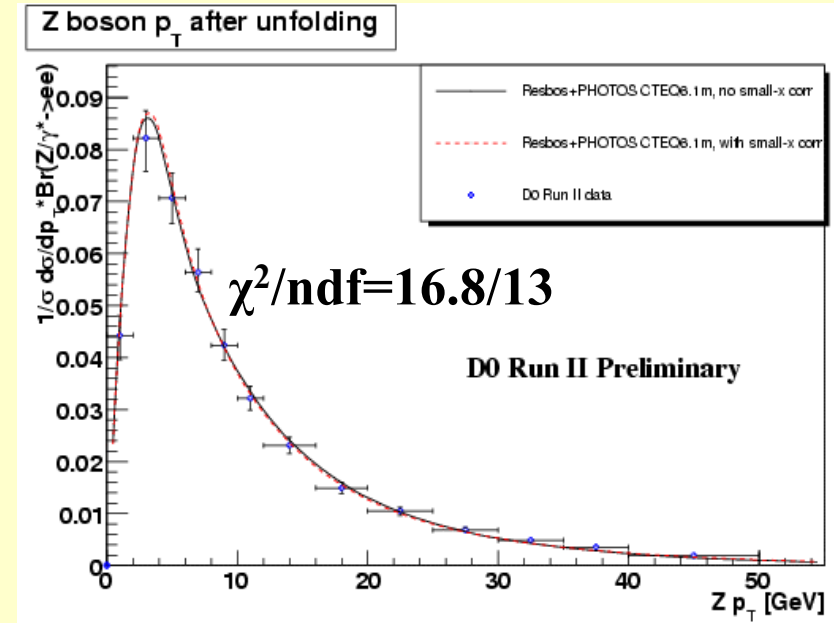 Z boson p_T after unfolding
1/σ dσ/dp_T*Br(Z/γ*->ee)
Resbos+PHOTOS CTEQ6.1m, no small-x corr
Resbos+PHOTOS CTEQ6.1m, with small-x corr
D0 Run II data
χ²/ndf=16.8/13
D0 Run II Preliminary
0.09
0.08
0.07
0.06
0.05
0.04
0.03
0.02
0.01
0
0 10 20 30 40 50
Z p_T [GeV]